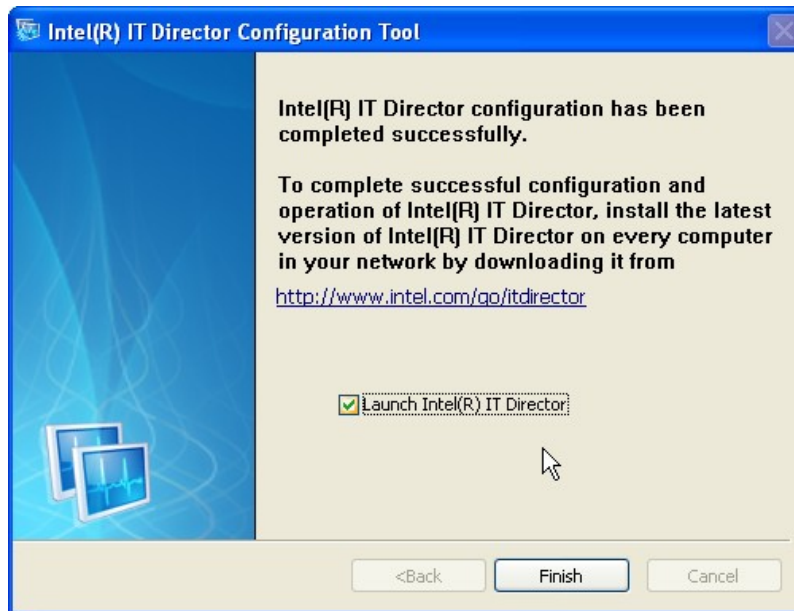 Intel(R) IT Director Configuration Tool
Intel(R) IT Director configuration has been
completed successfully.
To complete successful configuration and
operation of Intel(R) IT Director, install the latest
version of Intel(R) IT Director on every computer
in your network by downloading it from
http://www.intel.com/go/itdirector
Launch Intel(R) IT Director
<Back Finish Cancel